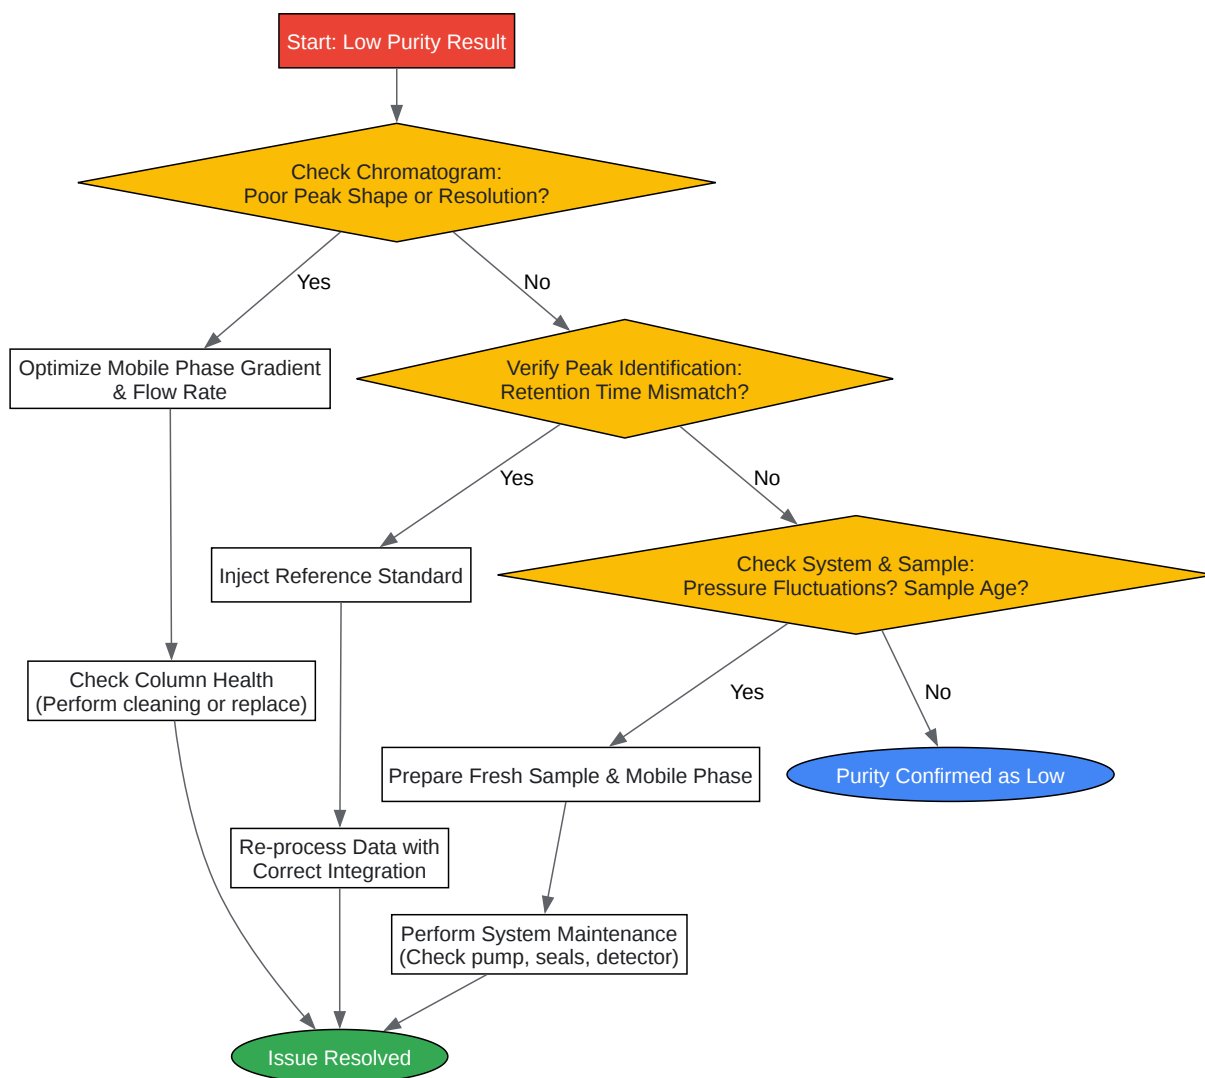 Start: Low Purity Result
Check Chromatogram:
Poor Peak Shape or Resolution?
Yes
No
Optimize Mobile Phase Gradient
& Flow Rate
Verify Peak Identification:
Retention Time Mismatch?
Yes
No
Inject Reference Standard
Check System & Sample:
Pressure Fluctuations? Sample Age?
Check Column Health
(Perform cleaning or replace)
Yes
No
Prepare Fresh Sample & Mobile Phase
Purity Confirmed as Low
Re-process Data with
Correct Integration
Perform System Maintenance
(Check pump, seals, detector)
Issue Resolved